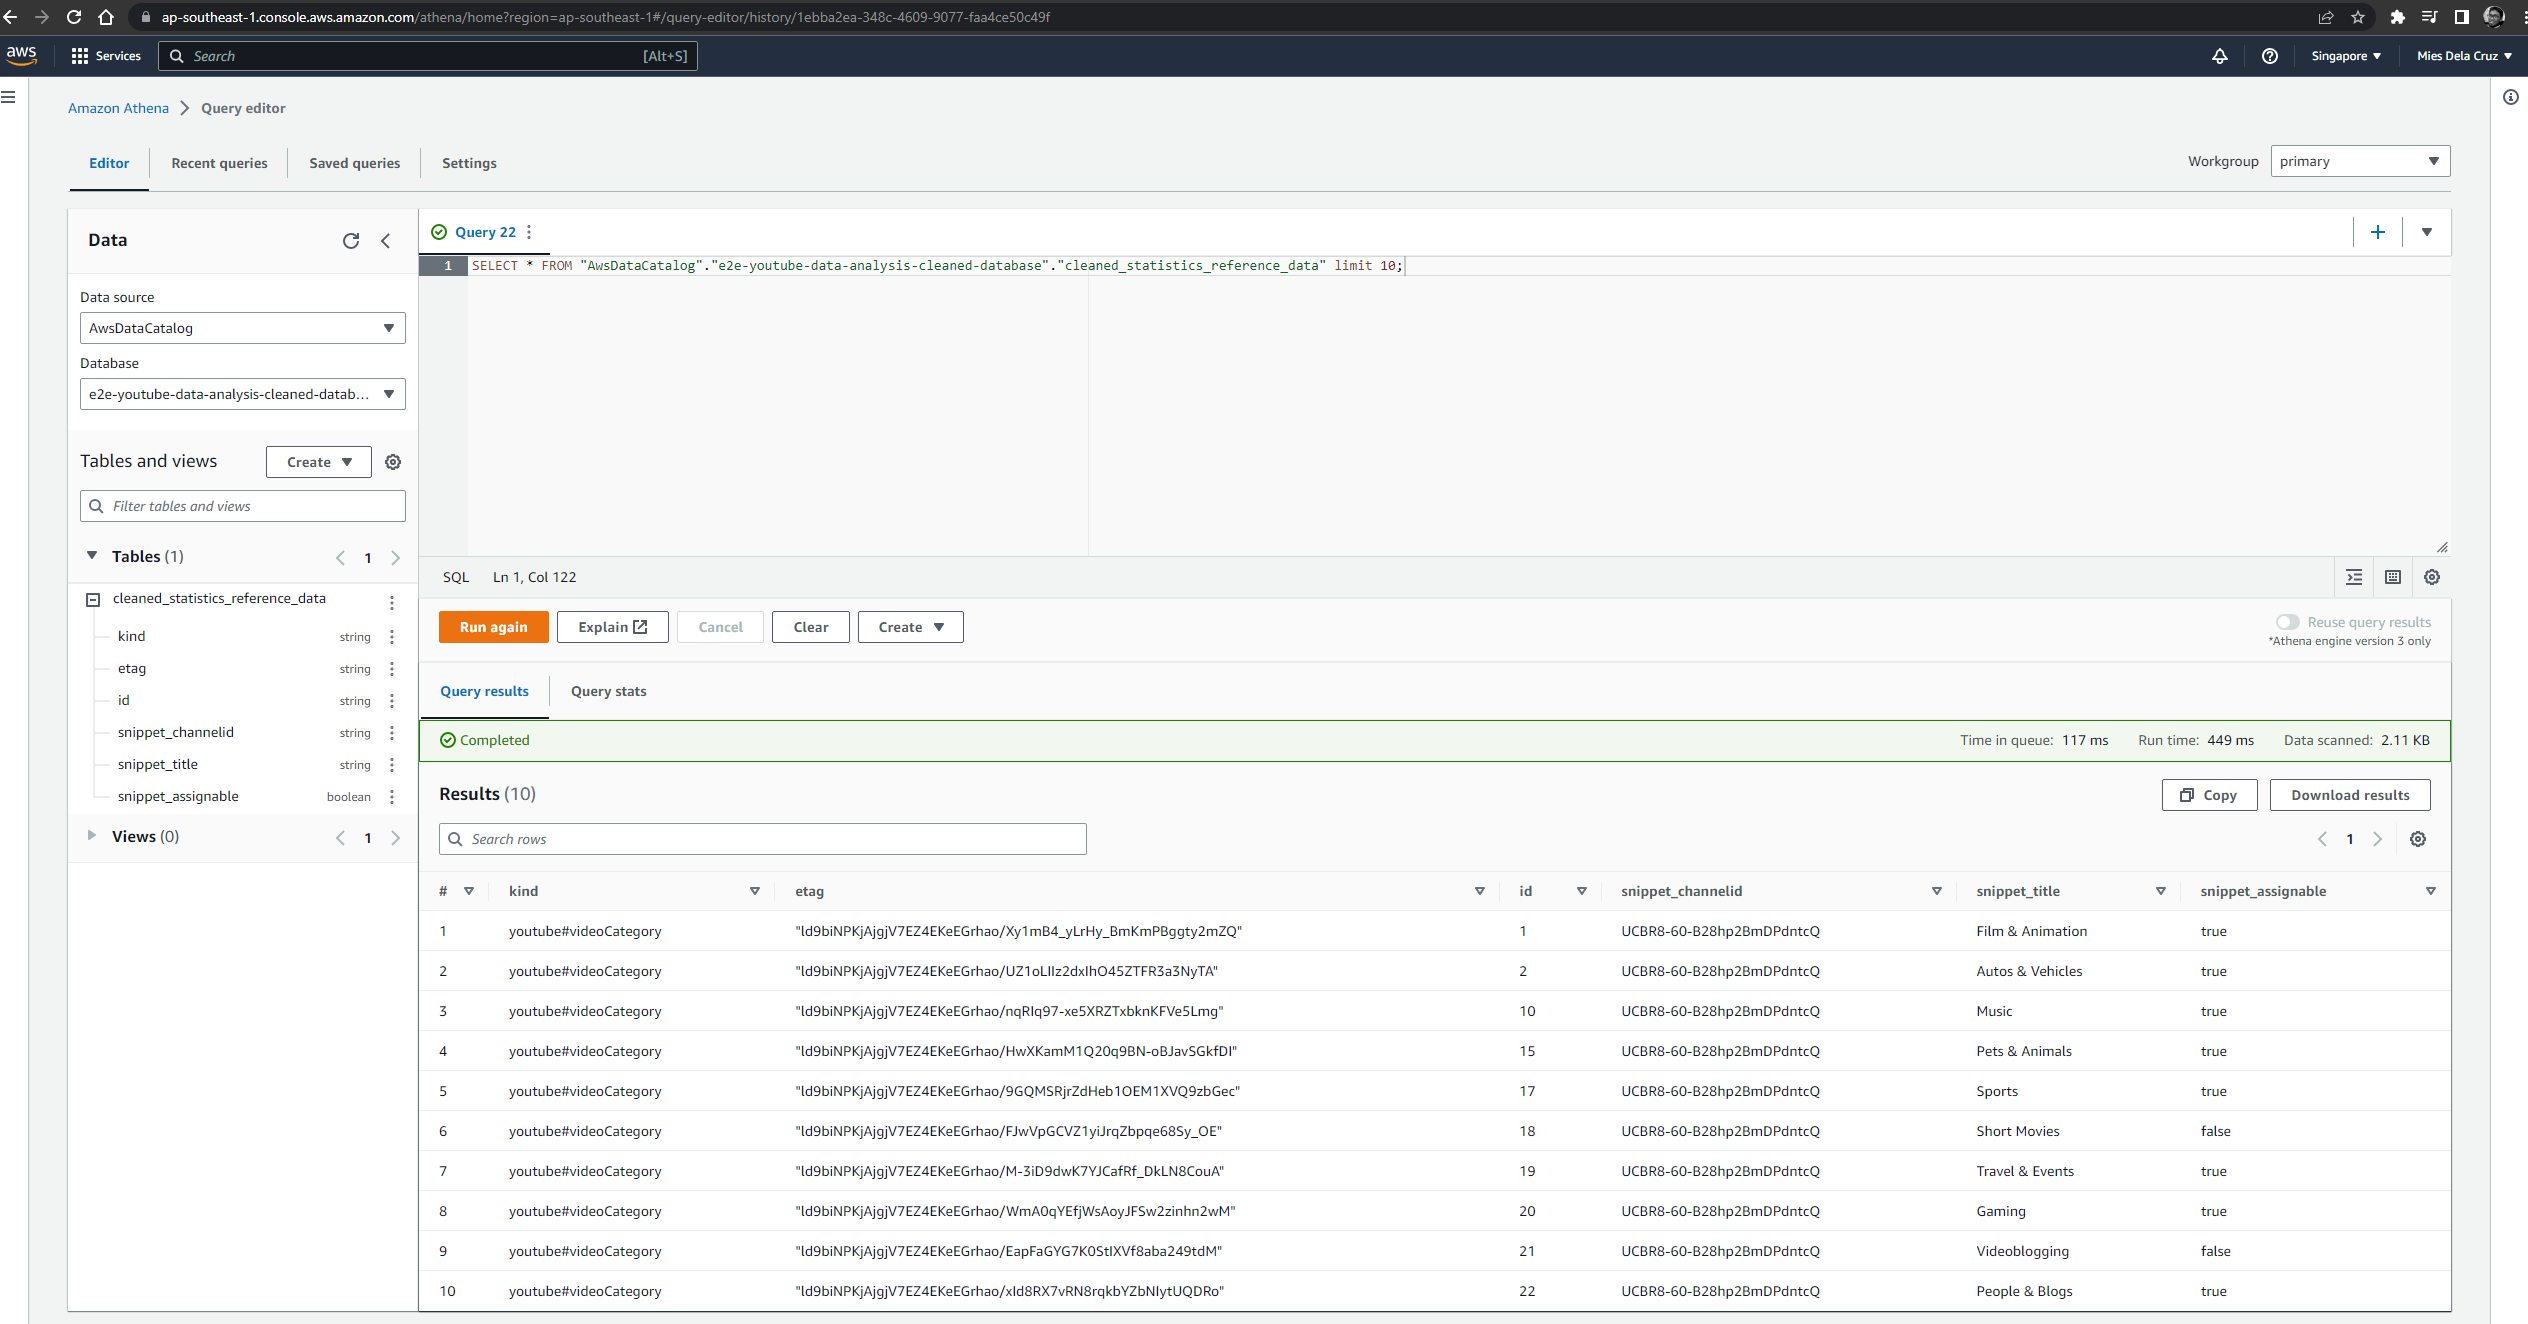 ap-southeast-1.console.aws.amazon.com/athena/home?region=ap-southeast-1#/query-editor/history/1ebba2ea-348c-4609-9077-faa4ce50c49f
aws Services Search [Alt+S] Singapore Mies Dela Cruz
Amazon Athena Query editor
Editor Recent queries Saved queries Settings Workgroup primary
Data
Data source
AwsDataCatalog
Database
e2e-youtube-data-analysis-cleaned-datab...
Tables and views Create
Filter tables and views
Tables (1) 1
cleaned_statistics_reference_data
kind string
etag string
id string
snippet_channelid string
snippet_title string
snippet_assignable boolean
Views (0) 1
Query 22
1 SELECT * FROM "AwsDataCatalog"."e2e-youtube-data-analysis-cleaned-database"."cleaned_statistics_reference_data" limit 10;
SQL Ln 1, Col 122
Run again Explain Cancel Clear Create Reuse query results
*Athena engine version 3 only
Query results Query stats
Completed Time in queue: 117 ms Run time: 449 ms Data scanned: 2.11 KB
Results (10) Copy Download results
Search rows 1
# kind etag id snippet_channelid snippet_title snippet_assignable
1 youtube#videoCategory "ld9biNPKjAjgjV7EZ4EKeEGrhao/Xy1mB4_yLrHy_BmKmPBggty2mZQ" 1 UCBR8-60-B28hp2BmDPdntcQ Film & Animation true
2 youtube#videoCategory "ld9biNPKjAjgjV7EZ4EKeEGrhao/UZ1oLIIz2dxIhO45ZTFR3a3NyTA" 2 UCBR8-60-B28hp2BmDPdntcQ Autos & Vehicles true
3 youtube#videoCategory "ld9biNPKjAjgjV7EZ4EKeEGrhao/nqRIq97-xe5XRZTxbknKFVe5Lmg" 10 UCBR8-60-B28hp2BmDPdntcQ Music true
4 youtube#videoCategory "ld9biNPKjAjgjV7EZ4EKeEGrhao/HwXKamM1Q20q9BN-oBJavSGkfDI" 15 UCBR8-60-B28hp2BmDPdntcQ Pets & Animals true
5 youtube#videoCategory "ld9biNPKjAjgjV7EZ4EKeEGrhao/9GQMSRjrZdHeb1OEM1XVQ9zbGec" 17 UCBR8-60-B28hp2BmDPdntcQ Sports true
6 youtube#videoCategory "ld9biNPKjAjgjV7EZ4EKeEGrhao/FJwVpGCVZ1yiJrqZbpqe68Sy_OE" 18 UCBR8-60-B28hp2BmDPdntcQ Short Movies false
7 youtube#videoCategory "ld9biNPKjAjgjV7EZ4EKeEGrhao/M-3iD9dwK7YJCafRf_DkLN8CouA" 19 UCBR8-60-B28hp2BmDPdntcQ Travel & Events true
8 youtube#videoCategory "ld9biNPKjAjgjV7EZ4EKeEGrhao/WmA0qYEfjWsAoyJFSw2zinhn2wM" 20 UCBR8-60-B28hp2BmDPdntcQ Gaming true
9 youtube#videoCategory "ld9biNPKjAjgjV7EZ4EKeEGrhao/EapFaGYG7K0StIXVf8aba249tdM" 21 UCBR8-60-B28hp2BmDPdntcQ Videoblogging false
10 youtube#videoCategory "ld9biNPKjAjgjV7EZ4EKeEGrhao/xId8RX7vRN8rqkbYZbNIytUQDRo" 22 UCBR8-60-B28hp2BmDPdntcQ People & Blogs true